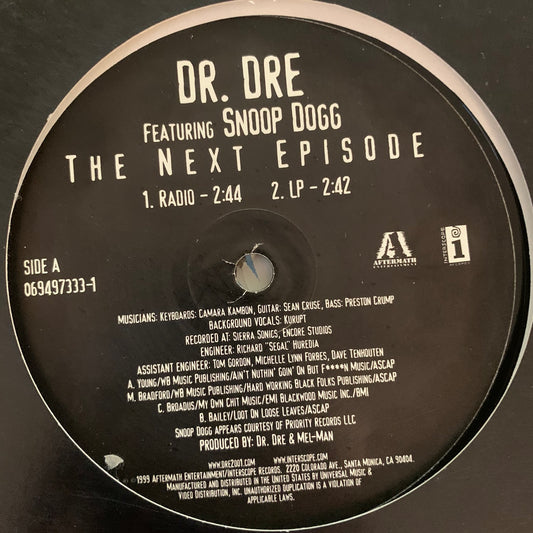 DR. DRE
FEATURING SNOOP DOGG
THE NEXT EPISODE
1. RADIO - 2:44 2. LP - 2:42
SIDE A
069497333-1
AFTERMATH
ENTERTAINMENT
INTERSCOPE
RECORDS
MUSICIANS: KEYBOARDS: CAMARA KAMBON, GUITAR: SEAN CRUSE, BASS: PRESTON CRUMP
BACKGROUND VOCALS: KURUPT
RECORDED AT: SIERRA SONICS, ENCORE STUDIOS
ENGINEER: RICHARD "SEGAL" HUREDIA
ASSISTANT ENGINEER: TOM GORDON, MICHELLE LYNN FORBES, DAVE TENHOUTEN
A. YOUNG/WB MUSIC PUBLISHING/AIN'T NUTHIN' GOIN' ON BUT F****N MUSIC/ASCAP
M. BRADFORD/WB MUSIC PUBLISHING/HARD WORKING BLACK FOLKS PUBLISHING/ASCAP
C. BROADUS/MY OWN CHIT MUSIC/EMI BLACKWOOD MUSIC INC./BMI
B. BAILEY/LOOT ON LOOSE LEAVES/ASCAP
SNOOP DOGG APPEARS COURTESY OF PRIORITY RECORDS LLC
PRODUCED BY: DR. DRE & MEL-MAN
WWW.DRE2001.COM WWW.INTERSCOPE.COM
© 1999 AFTERMATH ENTERTAINMENT/INTERSCOPE RECORDS. 2220 COLORADO AVE., SANTA MONICA, CA 90404.
MANUFACTURED AND DISTRIBUTED IN THE UNITED STATES BY UNIVERSAL MUSIC &
VIDEO DISTRIBUTION, INC. UNAUTHORIZED DUPLICATION IS A VIOLATION OF
APPLICABLE LAWS.